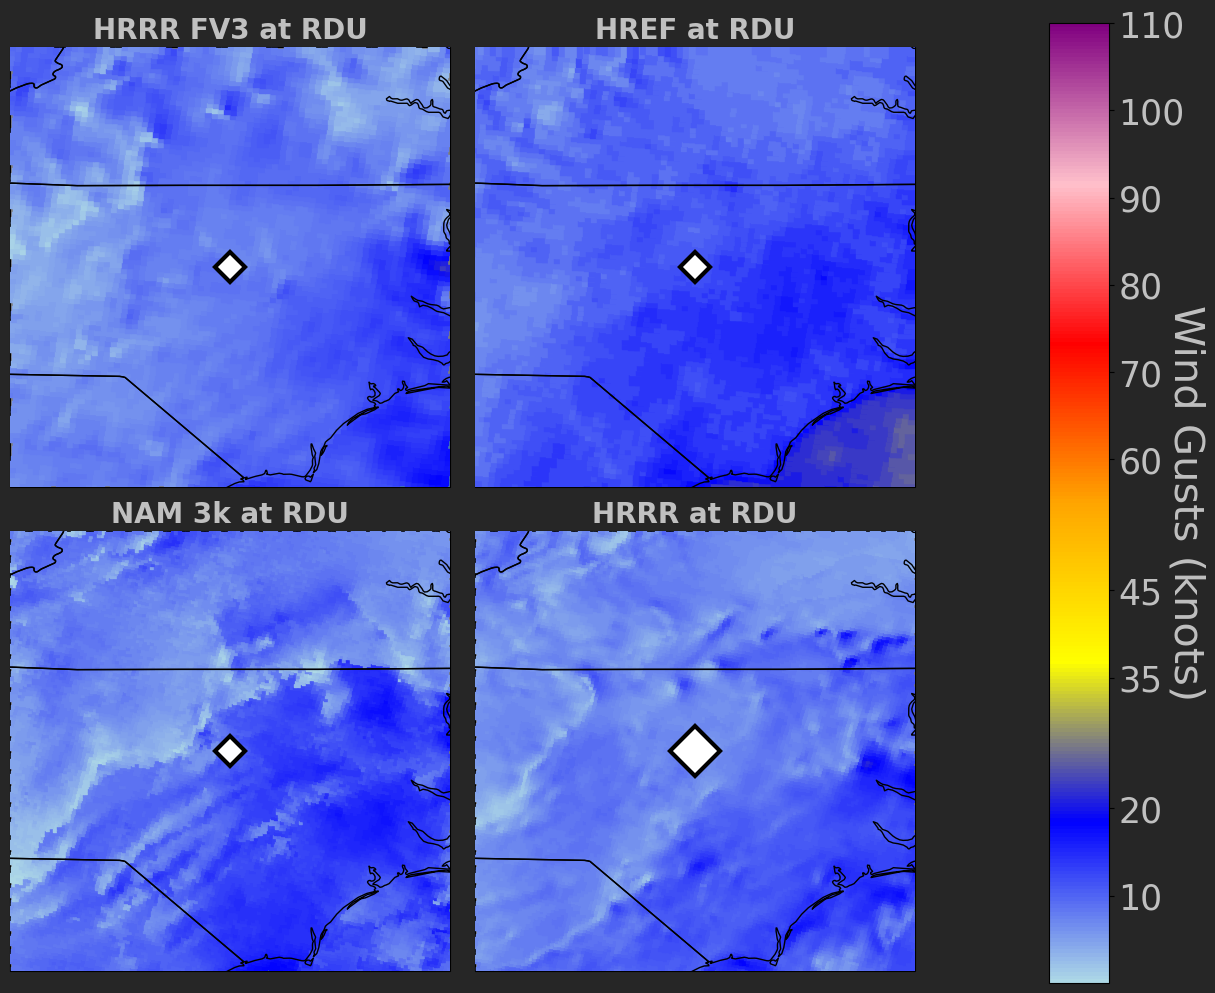 HRRR FV3 at RDU
HREF at RDU
NAM 3k at RDU
HRRR at RDU
110
100
90
80
70
60
45
35
20
10
Wind Gusts (knots)